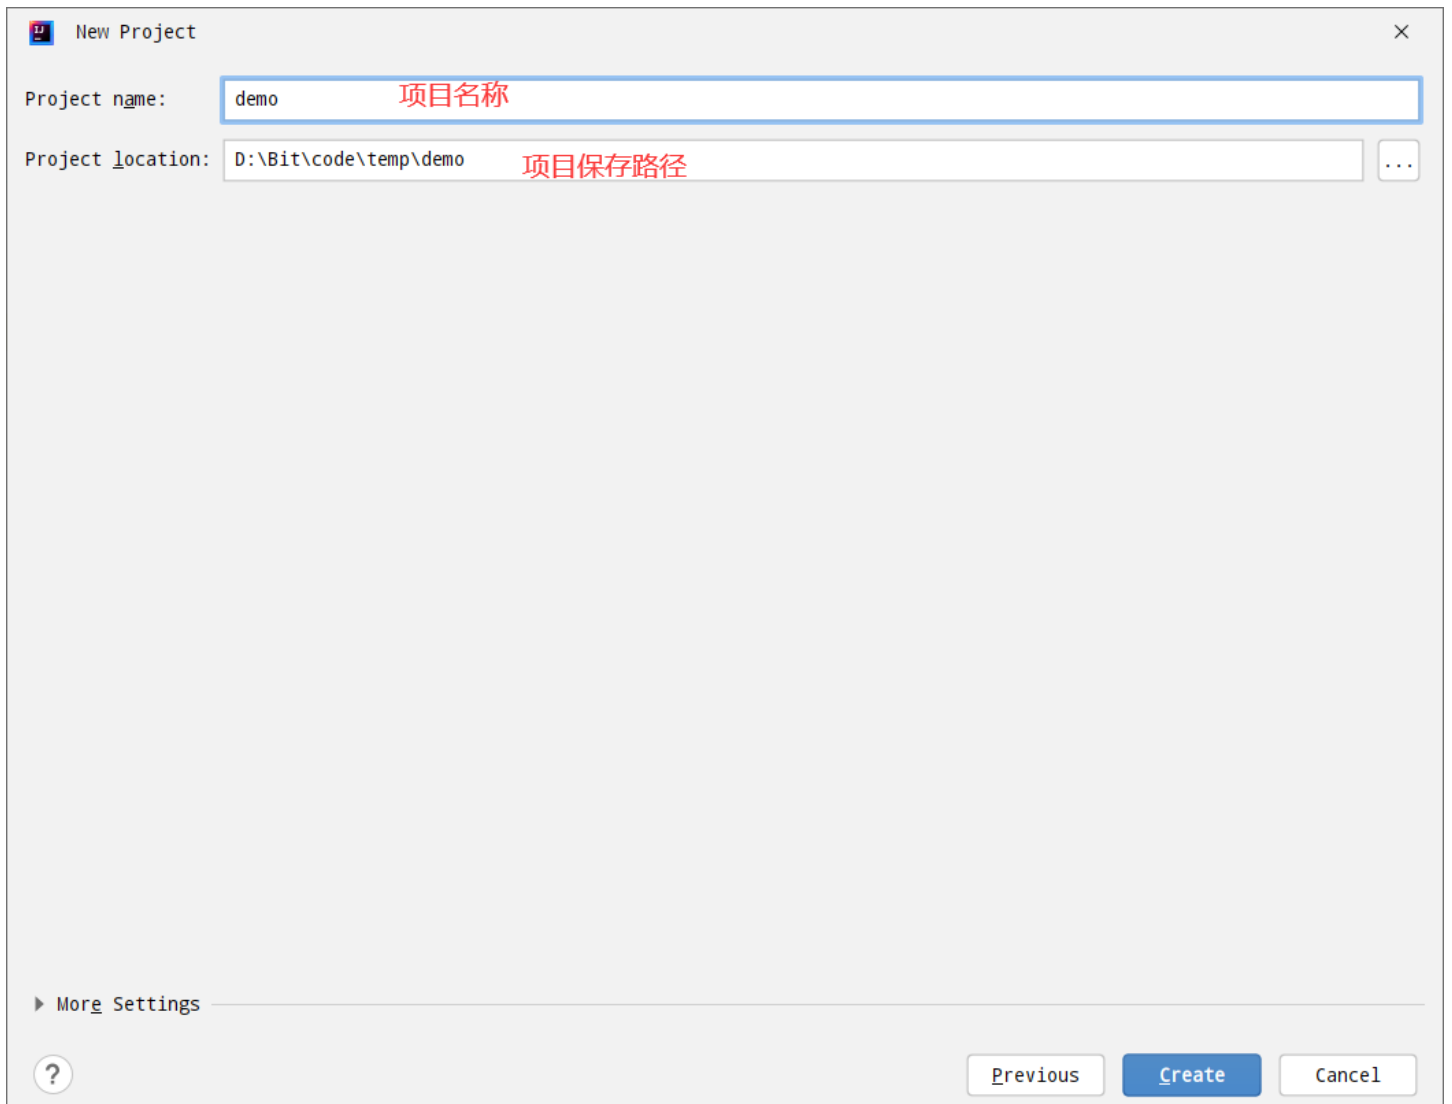 New Project
Project name: demo 项目名称
Project location: D:\Bit\code\temp\demo 项目保存路径 ...
More Settings
? Previous Create Cancel